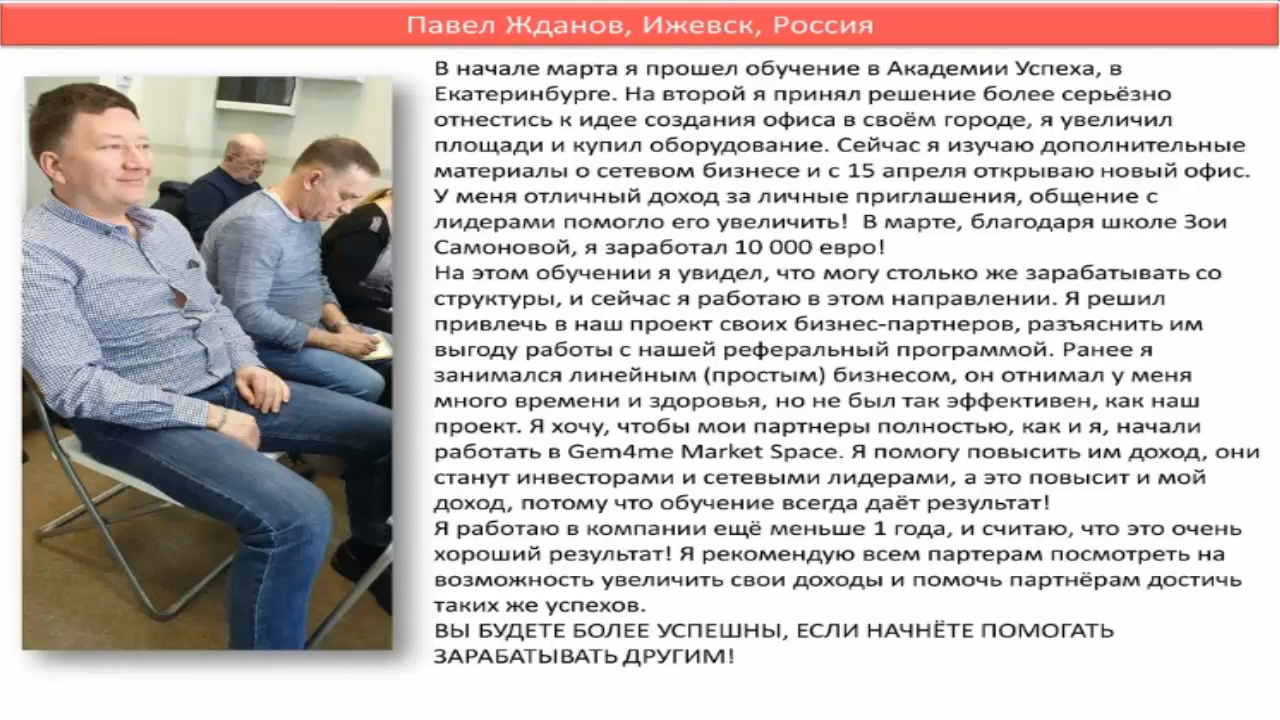 Павел Жданов, Ижевск, Россия
В начале марта я прошел обучение в Академии Успеха, в
Екатеринбурге. На второй я принял решение более серьёзно
отнестись к идее создания офиса в своём городе, я увеличил
площади и купил оборудование. Сейчас я изучаю дополнительные
материалы о сетевом бизнесе и с 15 апреля открываю новый офис.
У меня отличный доход за личные приглашения, общение с
лидерами помогло его увеличить!  В марте, благодаря школе Зои
Самоновой, я заработал 10 000 евро!
На этом обучении я увидел, что могу столько же зарабатывать со
структуры, и сейчас я работаю в этом направлении. Я решил
привлечь в наш проект своих бизнес-партнеров, разъяснить им
выгоду работы с нашей реферальный программой. Ранее я
занимался линейным (простым) бизнесом, он отнимал у меня
много времени и здоровья, но не был так эффективен, как наш
проект. Я хочу, чтобы мои партнеры полностью, как и я, начали
работать в Gem4me Market Space. Я помогу повысить им доход, они
станут инвесторами и сетевыми лидерами, а это повысит и мой
доход, потому что обучение всегда даёт результат!
Я работаю в компании ещё меньше 1 года, и считаю, что это очень
хороший результат! Я рекомендую всем партерам посмотреть на
возможность увеличить свои доходы и помочь партнёрам достичь
таких же успехов.
ВЫ БУДЕТЕ БОЛЕЕ УСПЕШНЫ, ЕСЛИ НАЧНЁТЕ ПОМОГАТЬ
ЗАРАБАТЫВАТЬ ДРУГИМ!